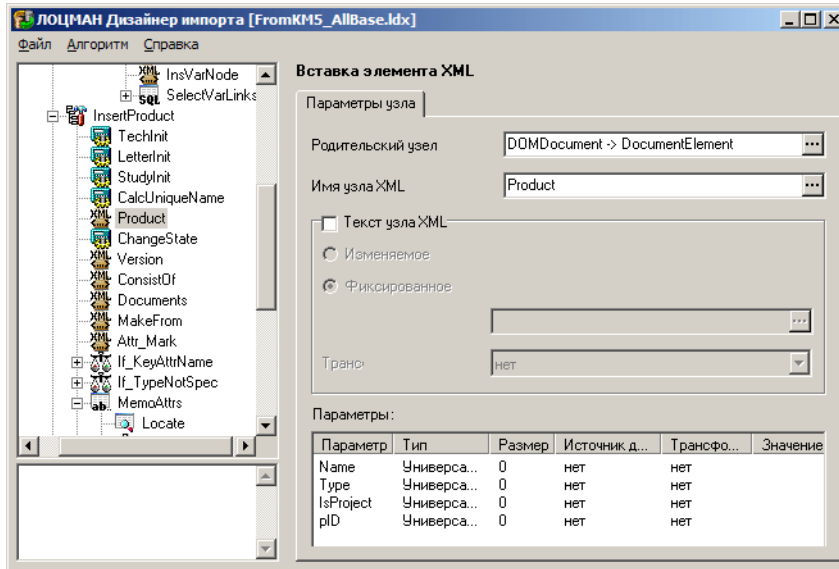 ЛОЦМАН Дизайнер импорта [FromKM5_AllBase.ldx]
Файл Алгоритм Справка
InsVarNode
SelectVarLinks
InsertProduct
TechInit
LetterInit
StudyInit
CalcUniqueName
Product
ChangeState
Version
ConsistOf
Documents
MakeFrom
Attr_Mark
If_KeyAttrName
If_TypeNotSpec
MemoAttrs
Locate
Вставка элемента XML
Параметры узла
Родительский узел DOMDocument -> DocumentElement ...
Имя узла XML Product ...
Текст узла XML
Изменяемое
Фиксированное
...
Транс нет
Параметры:
Параметр Тип Размер Источник д... Трансфо... Значение
Name Универса... 0 нет нет
Type Универса... 0 нет нет
IsProject Универса... 0 нет нет
pID Универса... 0 нет нет